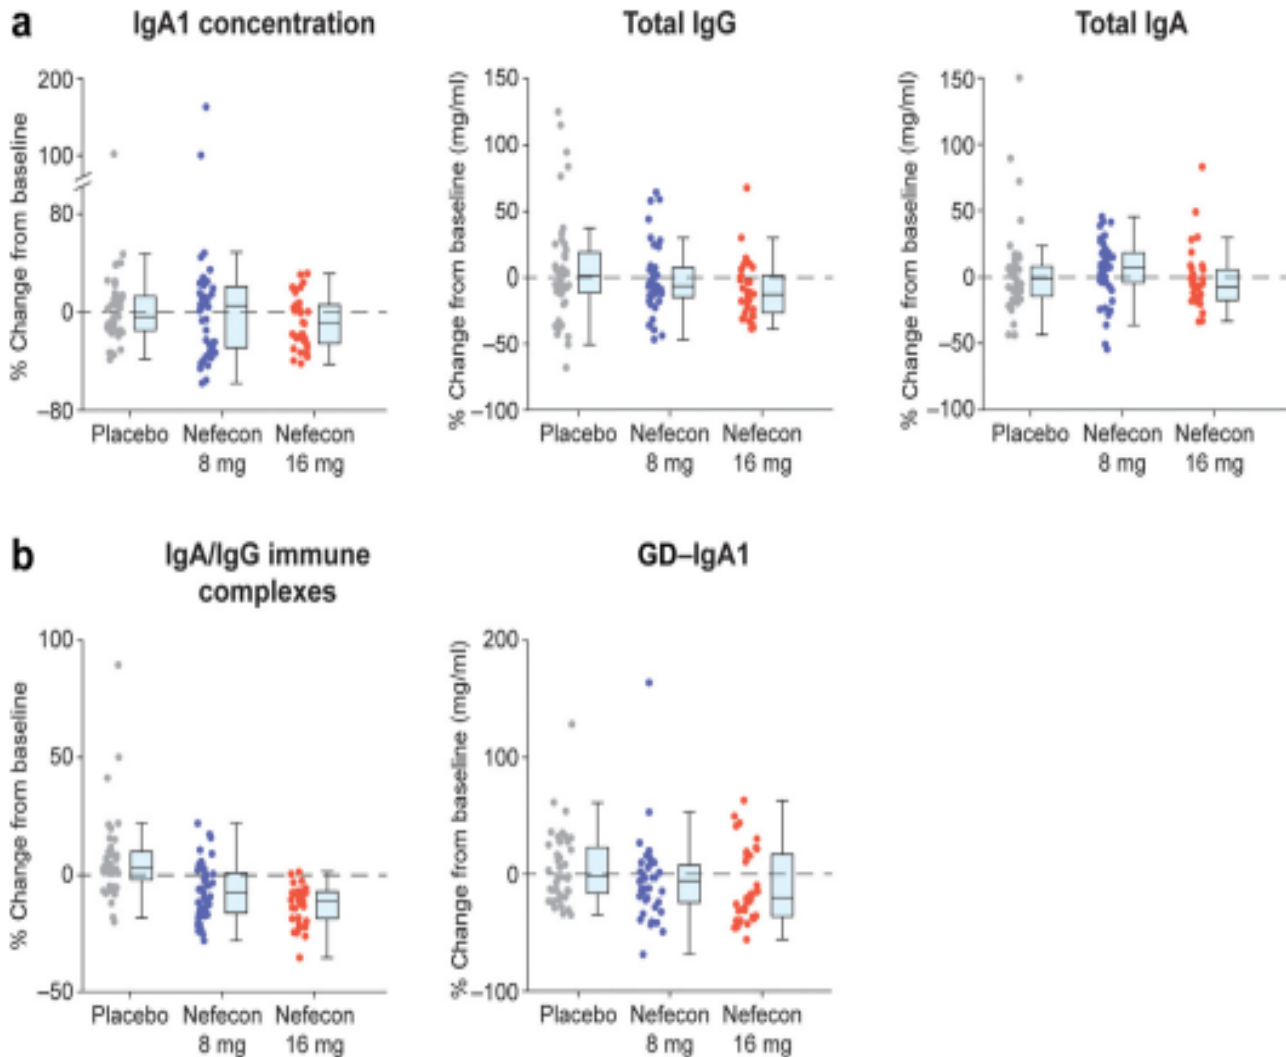 a
IgA1 concentration
Total IgG
Total IgA
% Change from baseline
200
100
80
0
–80
Placebo
Nefecon
8 mg
Nefecon
16 mg
% Change from baseline (mg/ml)
150
100
50
0
–50
–100
Placebo
Nefecon
8 mg
Nefecon
16 mg
% Change from baseline (mg/ml)
150
100
50
0
–50
–100
Placebo
Nefecon
8 mg
Nefecon
16 mg
b
IgA/IgG immune
complexes
GD–IgA1
% Change from baseline
100
50
0
–50
Placebo
Nefecon
8 mg
Nefecon
16 mg
% Change from baseline (mg/ml)
200
100
0
–100
Placebo
Nefecon
8 mg
Nefecon
16 mg